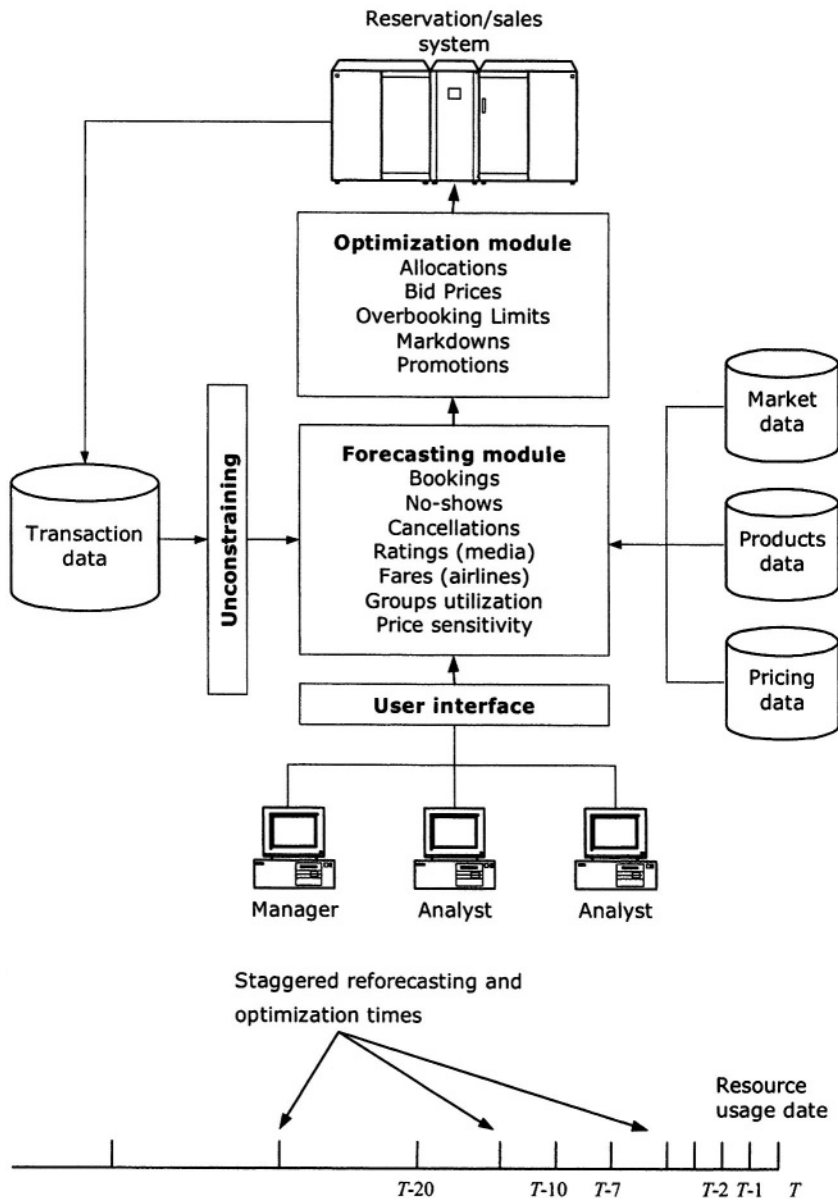 Reservation/sales
system
Optimization module
Allocations
Bid Prices
Overbooking Limits
Markdowns
Promotions
Market
data
Forecasting module
Bookings
No-shows
Cancellations
Ratings (media)
Fares (airlines)
Groups utilization
Price sensitivity
Unconstraining
Transaction
data
Products
data
Pricing
data
User interface
Manager
Analyst
Analyst
Staggered reforecasting and
optimization times
Resource
usage date
T-20
T-10
T-7
T-2
T-1
T